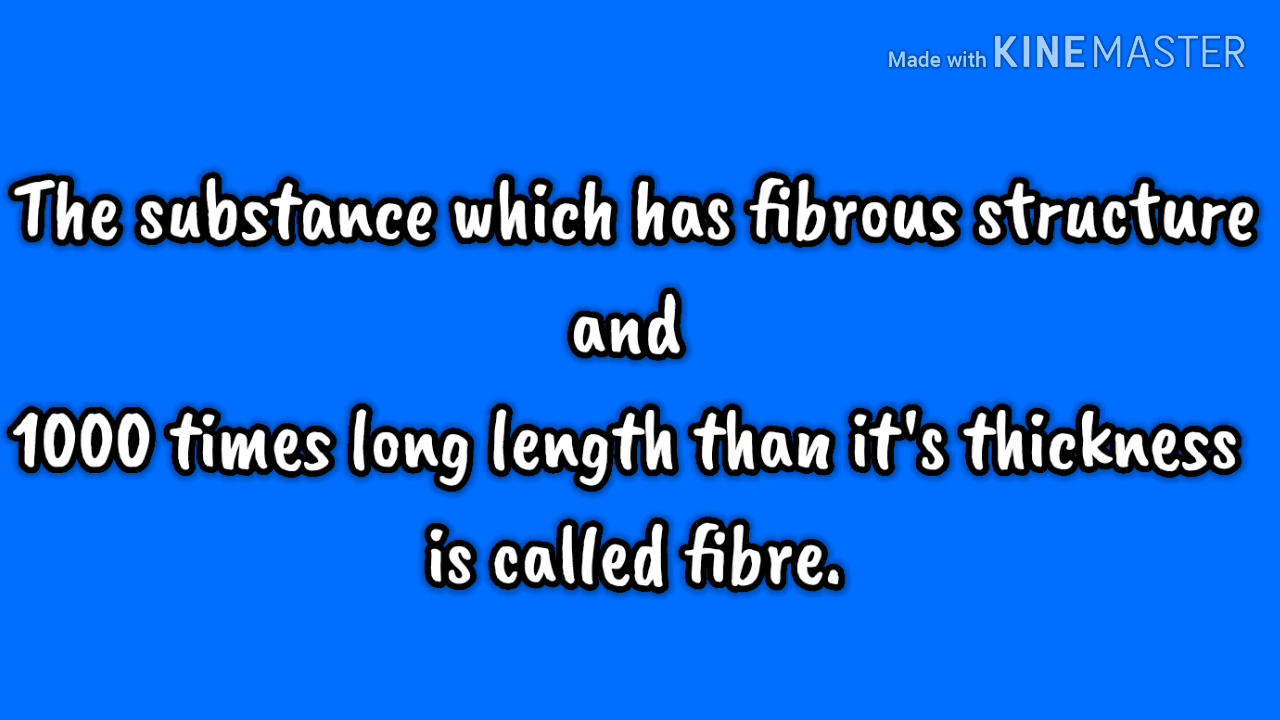 Made with KINEMASTER
The substance which has fibrous structure
and
1000 times long length than it's thickness
is called fibre.